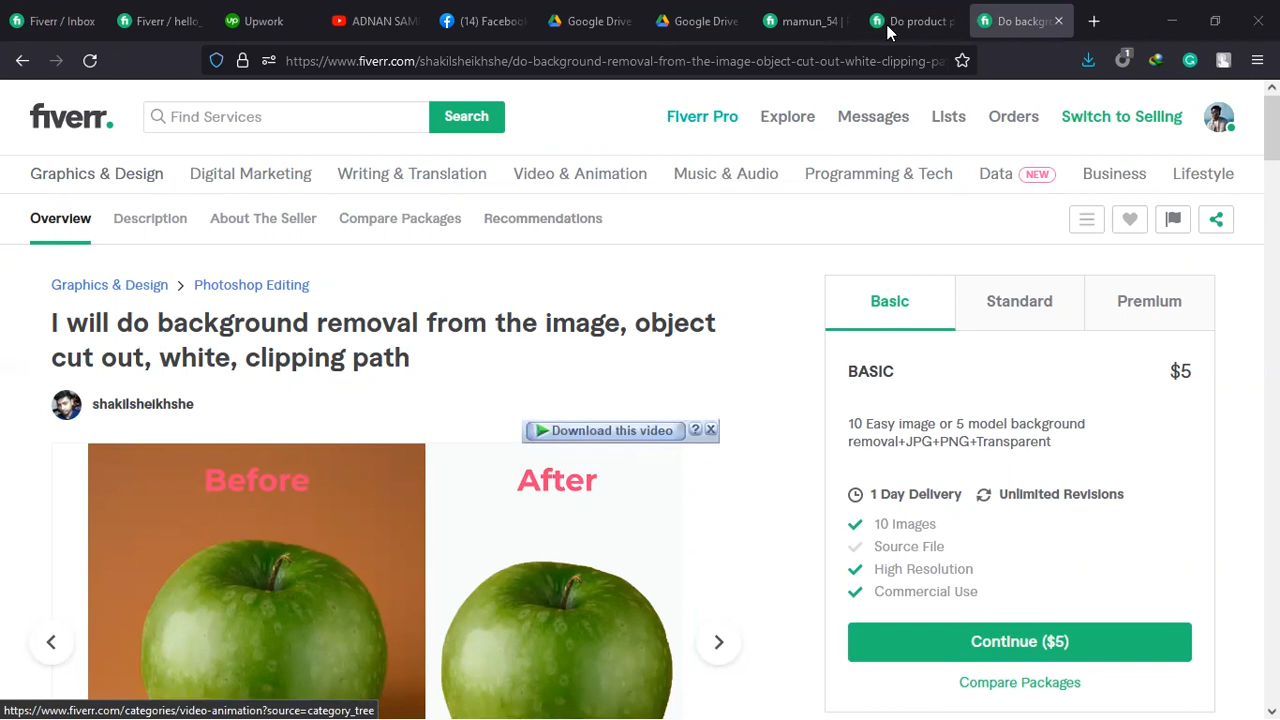 Fiverr / Inbox
Fiverr / hello_
Upwork
ADNAN SAM
(14) Facebo
Google Drive
Google Drive
mamun_54 |
Do product p
Do backgr
https://www.fiverr.com/shakilsheikhshe/do-background-removal-from-the-image-object-cut-out-white-clipping-pa
1
fiverr.
Find Services
Search
Fiverr Pro
Explore
Messages
Lists
Orders
Switch to Selling
Graphics & Design
Digital Marketing
Writing & Translation
Video & Animation
Music & Audio
Programming & Tech
Data NEW
Business
Lifestyle
Overview
Description
About The Seller
Compare Packages
Recommendations
Graphics & Design > Photoshop Editing
I will do background removal from the image, object
cut out, white, clipping path
shakilsheikhshe
Download this video
?
Before
After
Basic
Standard
Premium
BASIC
$5
10 Easy image or 5 model background
removal+JPG+PNG+Transparent
1 Day Delivery
Unlimited Revisions
10 Images
Source File
High Resolution
Commercial Use
Continue ($5)
Compare Packages
https://www.fiverr.com/categories/video-animation?source=category_tree